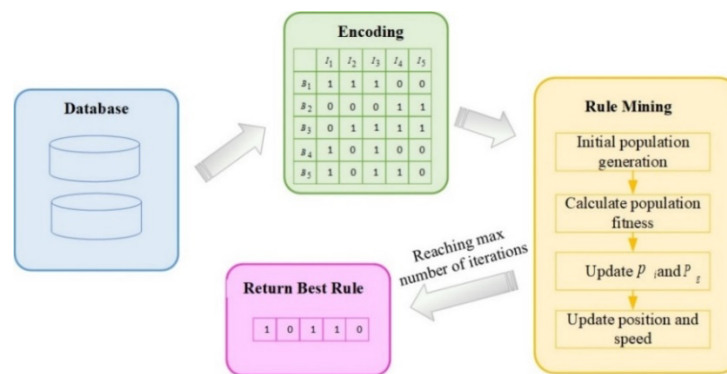 Database
Encoding
I1 I2 I3 I4 I5
B1 1 1 1 0 0
B2 0 0 0 1 1
B3 0 1 1 1 1
B4 1 0 1 0 0
B5 1 0 1 1 0
Rule Mining
Initial population
generation
Calculate population
fitness
Update P i and P g
Update position and
speed
Reaching max
number of iterations
Return Best Rule
1 0 1 1 0